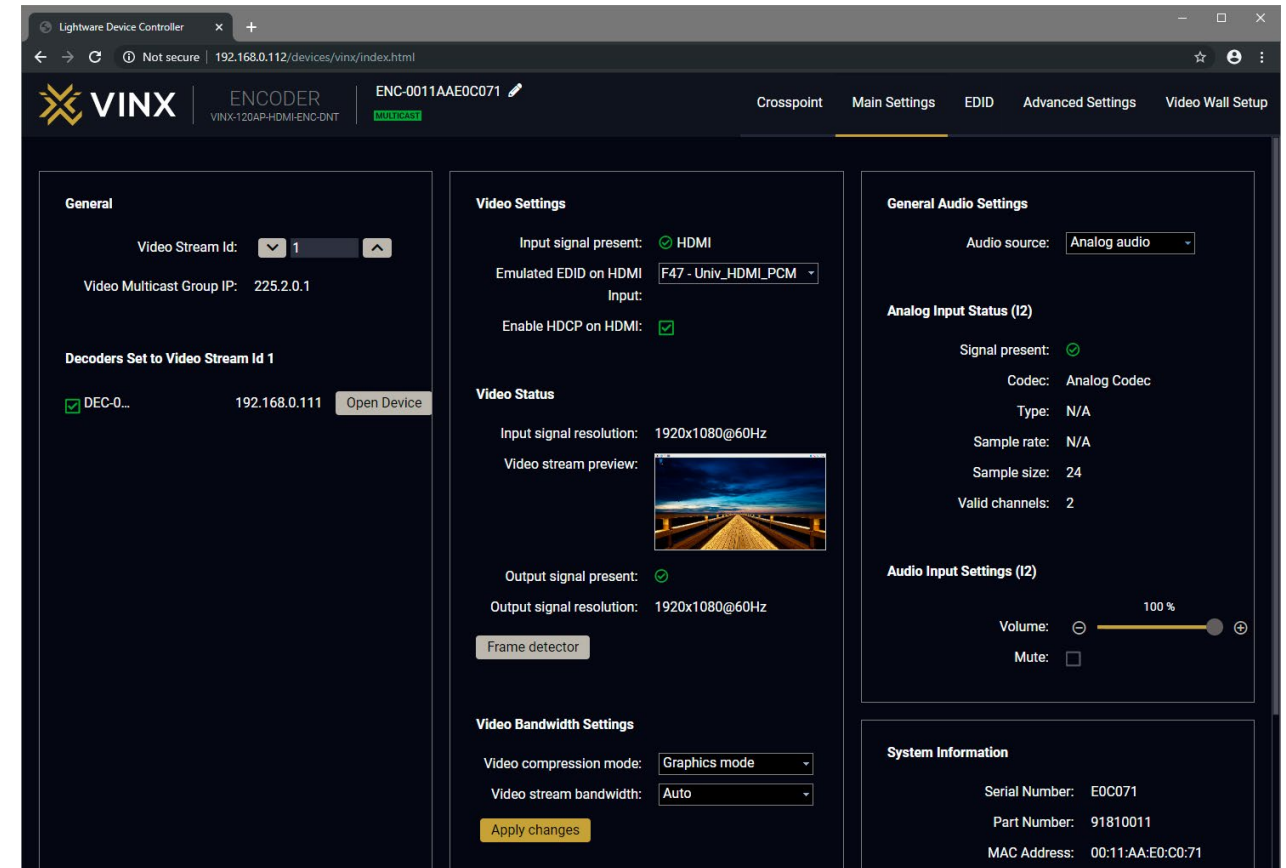 Lightware Device Controller
Not secure | 192.168.0.112/devices/vinx/index.html
VINX
ENCODER
VINX-120AP-HDMI-ENC-DNT
ENC-0011AAE0C071
MULTICAST
Crosspoint
Main Settings
EDID
Advanced Settings
Video Wall Setup
General
Video Stream Id: 1
Video Multicast Group IP: 225.2.0.1
Decoders Set to Video Stream Id 1
DEC-0... 192.168.0.111 Open Device
Video Settings
Input signal present: HDMI
Emulated EDID on HDMI Input: F47 - Univ_HDMI_PCM
Enable HDCP on HDMI:
Video Status
Input signal resolution: 1920x1080@60Hz
Video stream preview:
Output signal present:
Output signal resolution: 1920x1080@60Hz
Frame detector
Video Bandwidth Settings
Video compression mode: Graphics mode
Video stream bandwidth: Auto
Apply changes
General Audio Settings
Audio source: Analog audio
Analog Input Status (I2)
Signal present:
Codec: Analog Codec
Type: N/A
Sample rate: N/A
Sample size: 24
Valid channels: 2
Audio Input Settings (I2)
100 %
Volume:
Mute:
System Information
Serial Number: E0C071
Part Number: 91810011
MAC Address: 00:11:AA:E0:C0:71